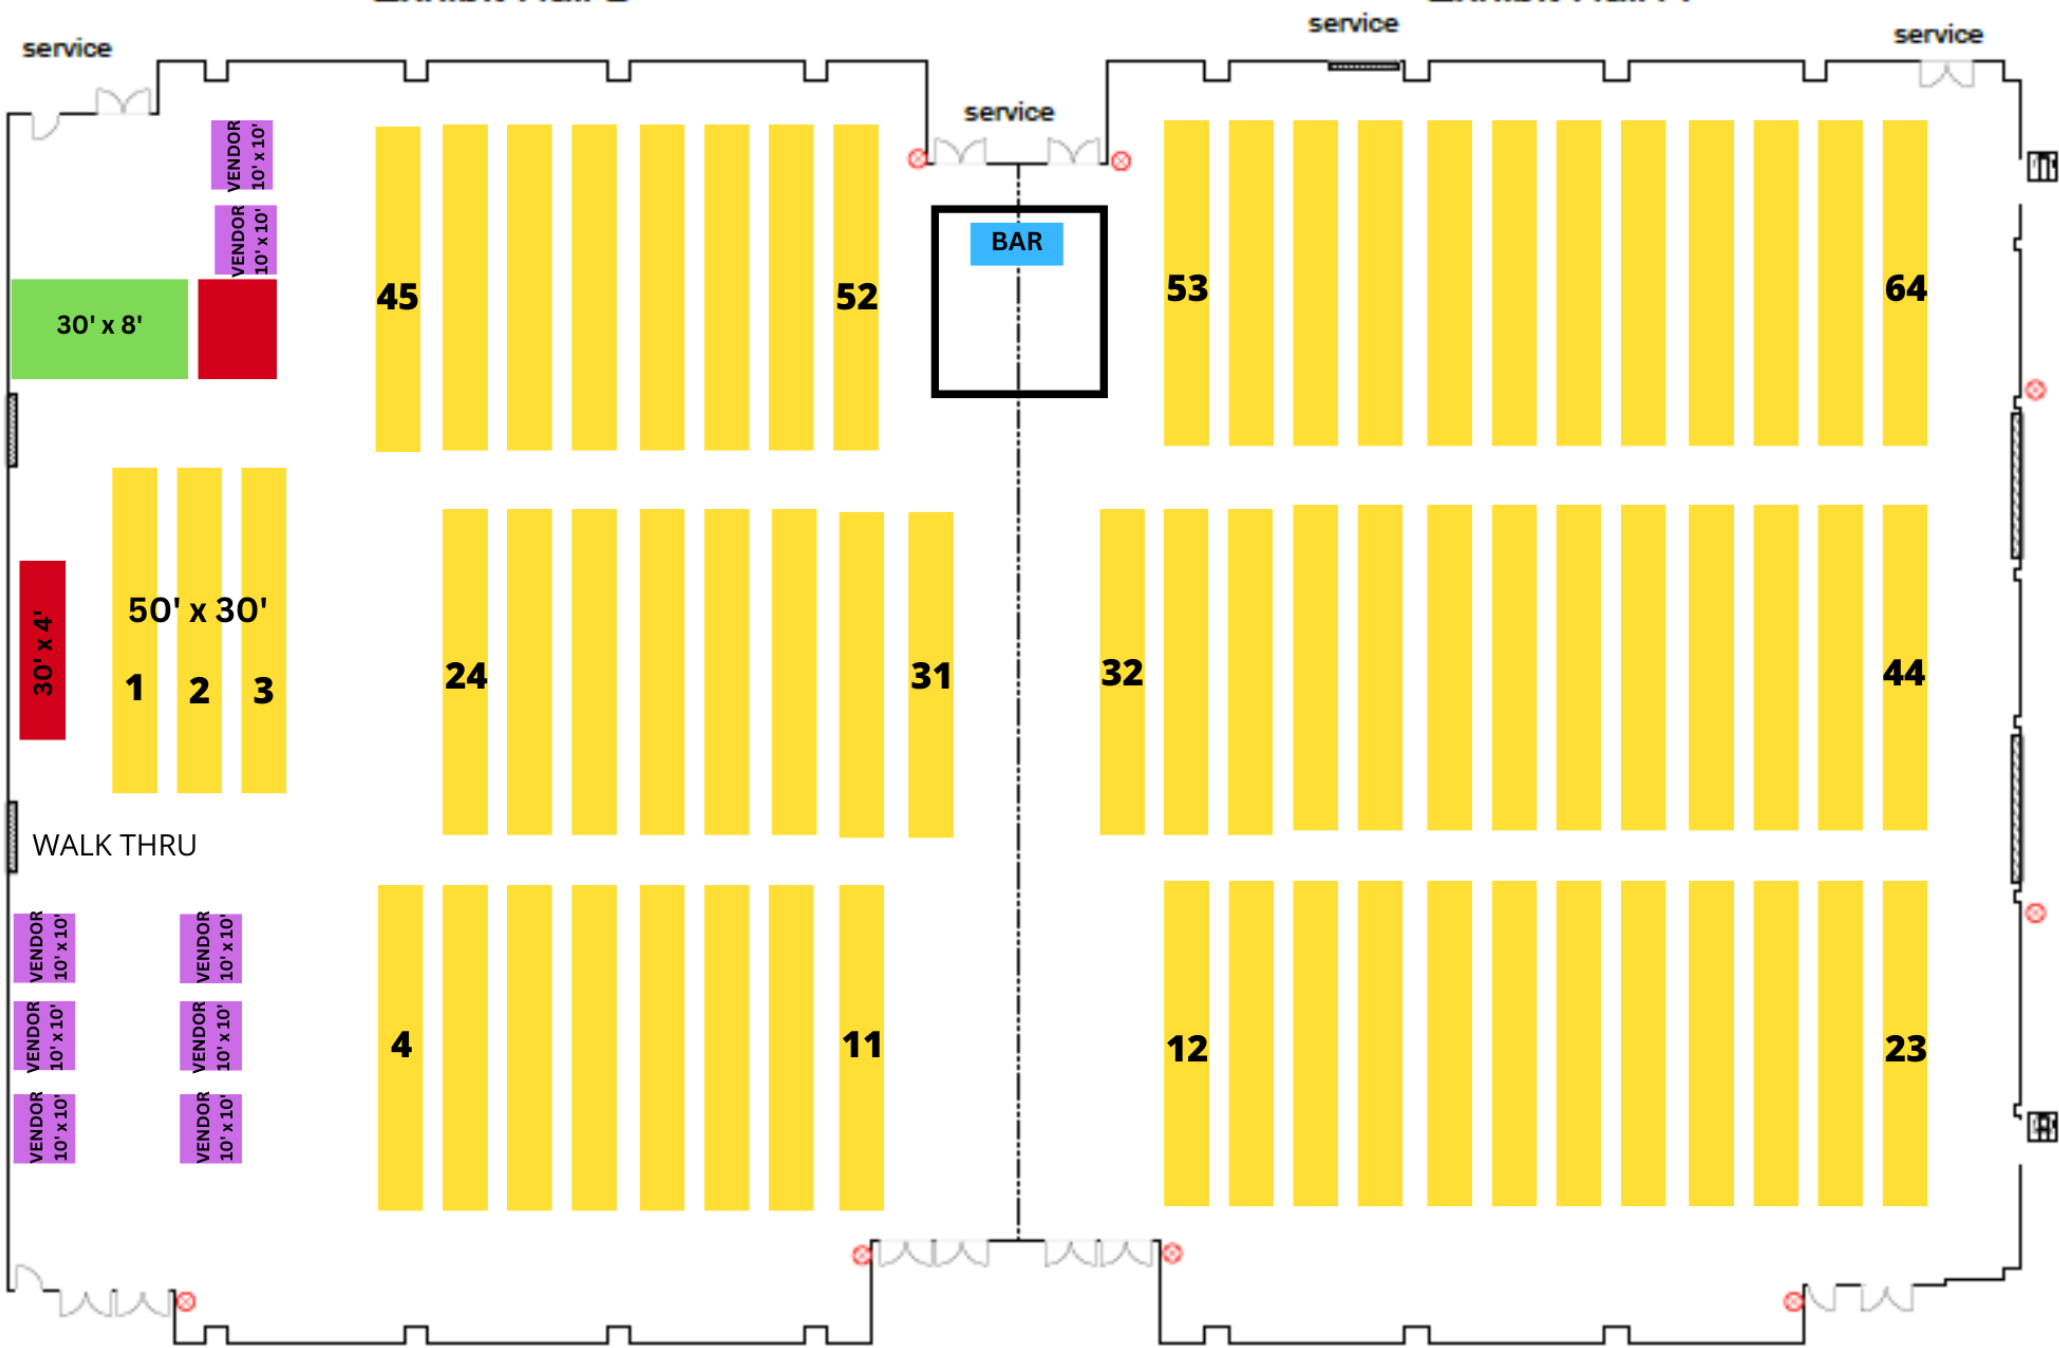 service
service
service
service
VENDOR
10' x 10'
VENDOR
10' x 10'
BAR
30' x 8'
45
52
53
64
50' x 30'
30' x 4'
1
2
3
24
31
32
44
WALK THRU
VENDOR
10' x 10'
VENDOR
10' x 10'
VENDOR
10' x 10'
VENDOR
10' x 10'
VENDOR
10' x 10'
VENDOR
10' x 10'
4
11
12
23